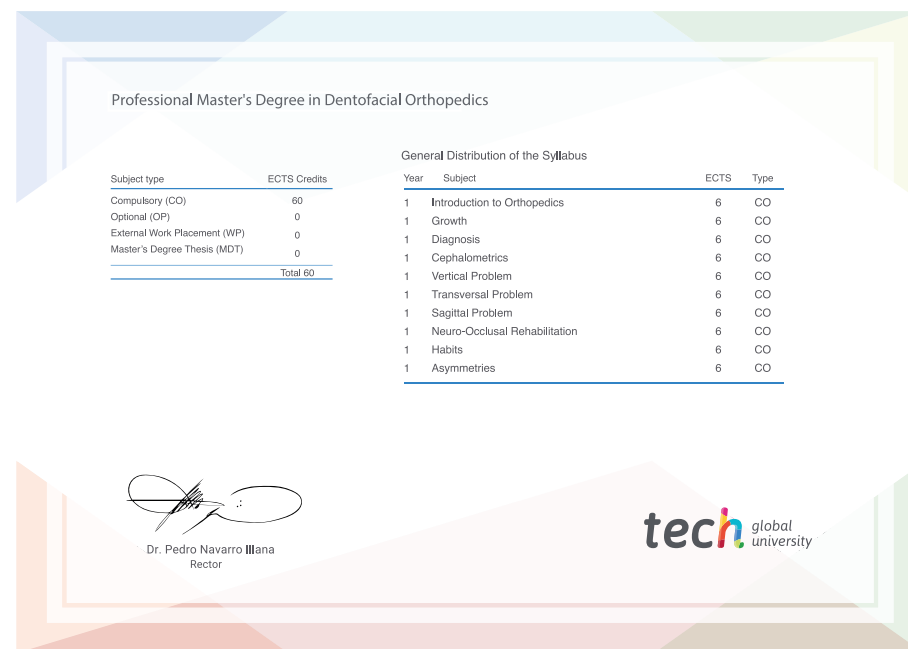 Professional Master's Degree in Dentofacial Orthopedics
Subject type ECTS Credits
Compulsory (CO) 60
Optional (OP) 0
External Work Placement (WP) 0
Master's Degree Thesis (MDT) 0
Total 60
General Distribution of the Syllabus
Year Subject ECTS Type
1 Introduction to Orthopedics 6 CO
1 Growth 6 CO
1 Diagnosis 6 CO
1 Cephalometrics 6 CO
1 Vertical Problem 6 CO
1 Transversal Problem 6 CO
1 Sagittal Problem 6 CO
1 Neuro-Occlusal Rehabilitation 6 CO
1 Habits 6 CO
1 Asymmetries 6 CO
Dr. Pedro Navarro Illana
Rector
tech global
university